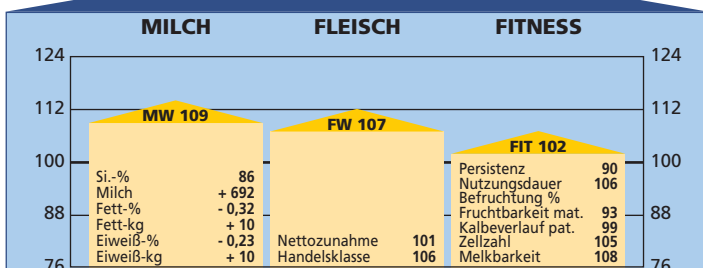 MILCH FLEISCH FITNESS
124 124
112 112
MW 109
FW 107
FIT 102
100 100
88 88
76 76
Si.-% 86
Milch + 692
Fett-% - 0,32
Fett-kg + 10
Eiweiß-% - 0,23
Eiweiß-kg + 10
Nettozunahme 101
Handelsklasse 106
Persistenz 90
Nutzungsdauer 106
Befruchtung %
Fruchtbarkeit mat. 93
Kalbeverlauf pat. 99
Zellzahl 105
Melkbarkeit 108